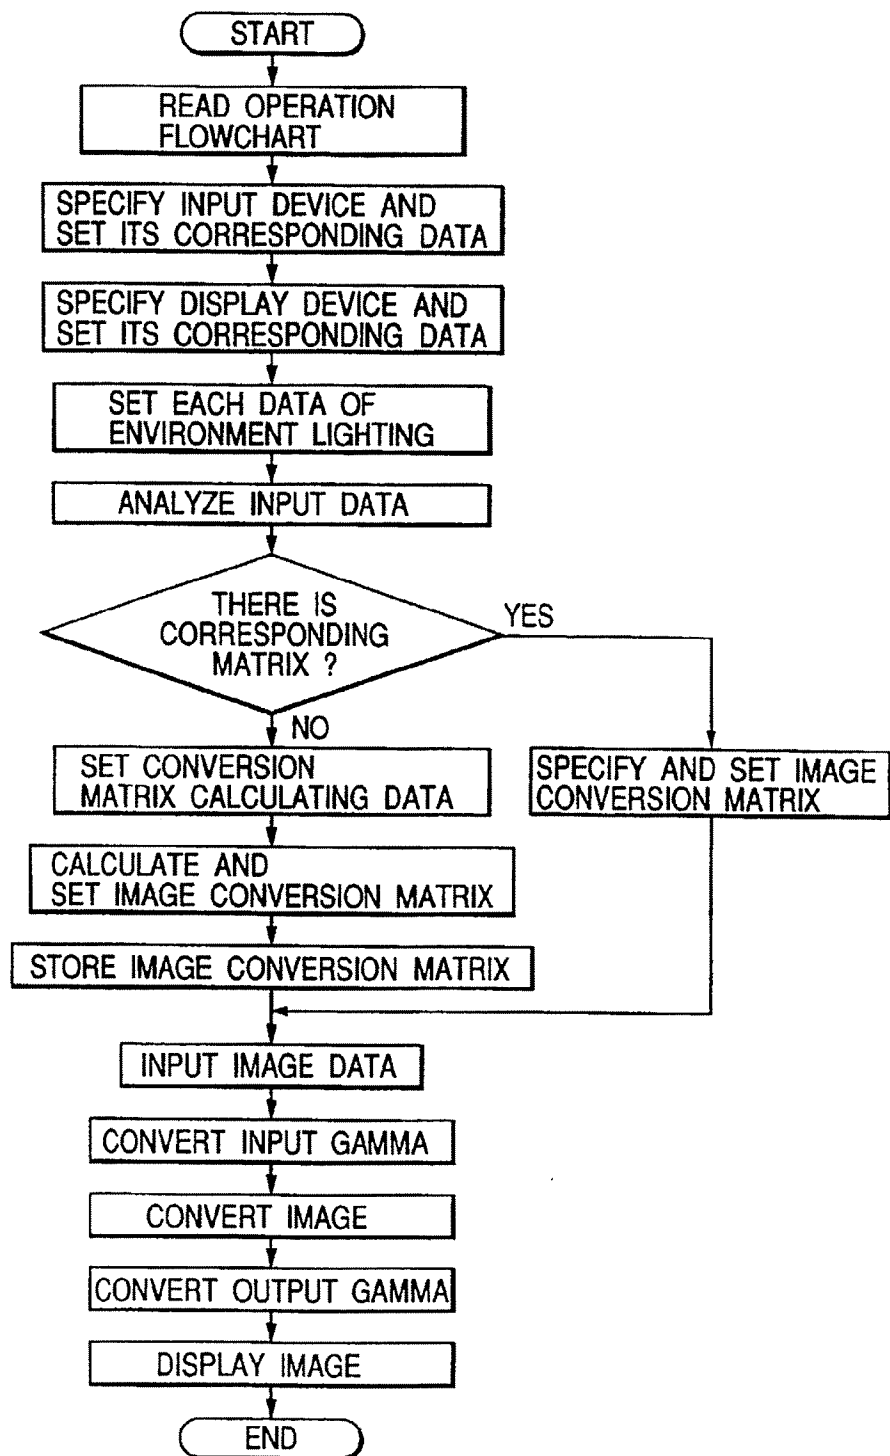 START
READ OPERATION
FLOWCHART
SPECIFY INPUT DEVICE AND
SET ITS CORRESPONDING DATA
SPECIFY DISPLAY DEVICE AND
SET ITS CORRESPONDING DATA
SET EACH DATA OF
ENVIRONMENT LIGHTING
ANALYZE INPUT DATA
THERE IS
CORRESPONDING
MATRIX ?
YES
NO
SET CONVERSION
MATRIX CALCULATING DATA
SPECIFY AND SET IMAGE
CONVERSION MATRIX
CALCULATE AND
SET IMAGE CONVERSION MATRIX
STORE IMAGE CONVERSION MATRIX
INPUT IMAGE DATA
CONVERT INPUT GAMMA
CONVERT IMAGE
CONVERT OUTPUT GAMMA
DISPLAY IMAGE
END